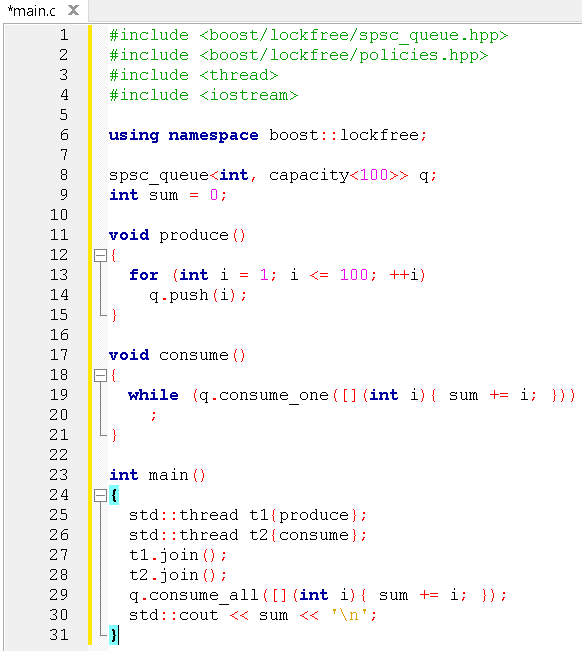 *main.c X
1 #include <boost/lockfree/spsc_queue.hpp>
2 #include <boost/lockfree/policies.hpp>
3 #include <thread>
4 #include <iostream>
5
6 using namespace boost::lockfree;
7
8 spsc_queue<int, capacity<100>> q;
9 int sum = 0;
10
11 void produce()
12 {
13   for (int i = 1; i <= 100; ++i)
14     q.push(i);
15 }
16
17 void consume()
18 {
19   while (q.consume_one([](int i){ sum += i; }))
20     ;
21 }
22
23 int main()
24 {
25   std::thread t1{produce};
26   std::thread t2{consume};
27   t1.join();
28   t2.join();
29   q.consume_all([](int i){ sum += i; });
30   std::cout << sum << '\n';
31 }